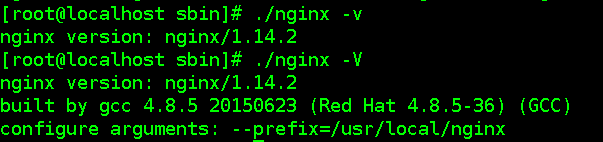 [root@localhost sbin]# ./nginx -v
nginx version: nginx/1.14.2
[root@localhost sbin]# ./nginx -V
nginx version: nginx/1.14.2
built by gcc 4.8.5 20150623 (Red Hat 4.8.5-36) (GCC)
configure arguments: --prefix=/usr/local/nginx